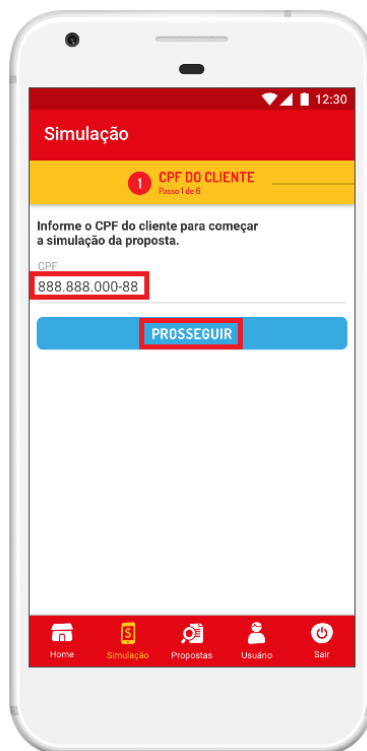 12:30
Simulação
1 CPF DO CLIENTE
Passo 1 de 6
Informe o CPF do cliente para começar
a simulação da proposta.
CPF
888.888.000-88
PROSSEGUIR
S
Home Simulação Propostas Usuário Sair